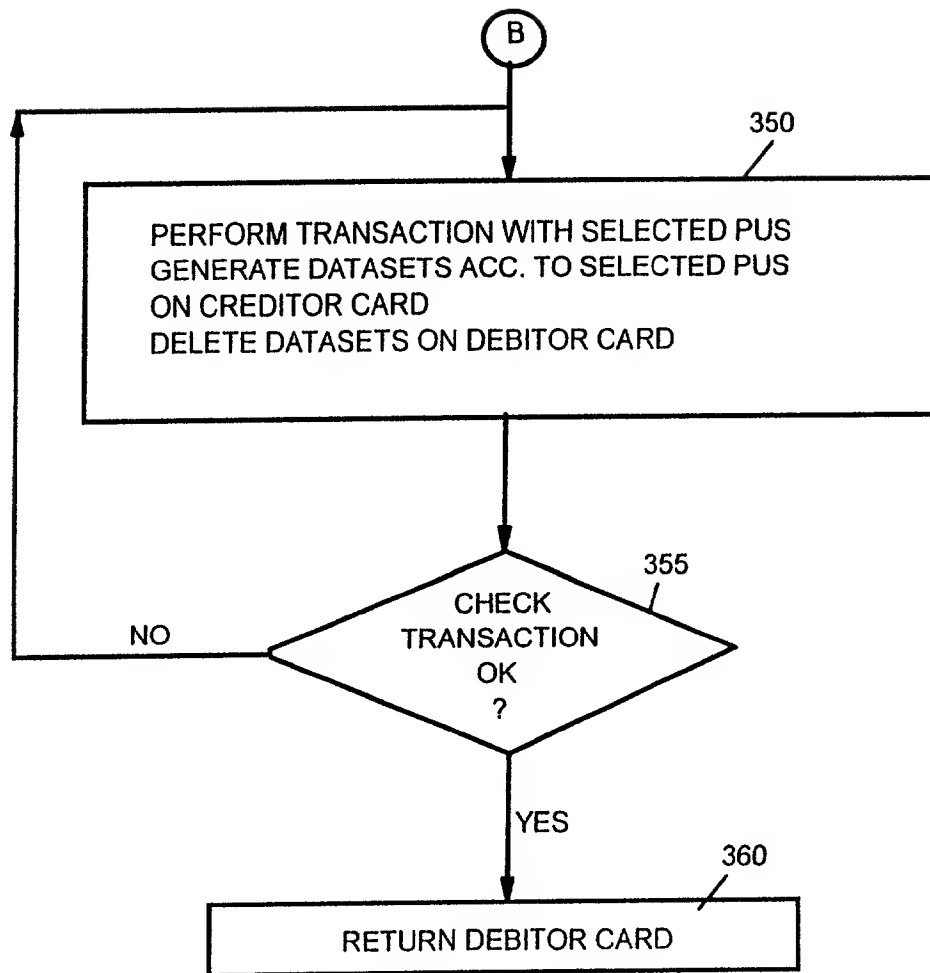 B
350
PERFORM TRANSACTION WITH SELECTED PUS
GENERATE DATASETS ACC. TO SELECTED PUS
ON CREDITOR CARD
DELETE DATASETS ON DEBITOR CARD
355
CHECK
TRANSACTION
OK
?
NO
YES
360
RETURN DEBITOR CARD